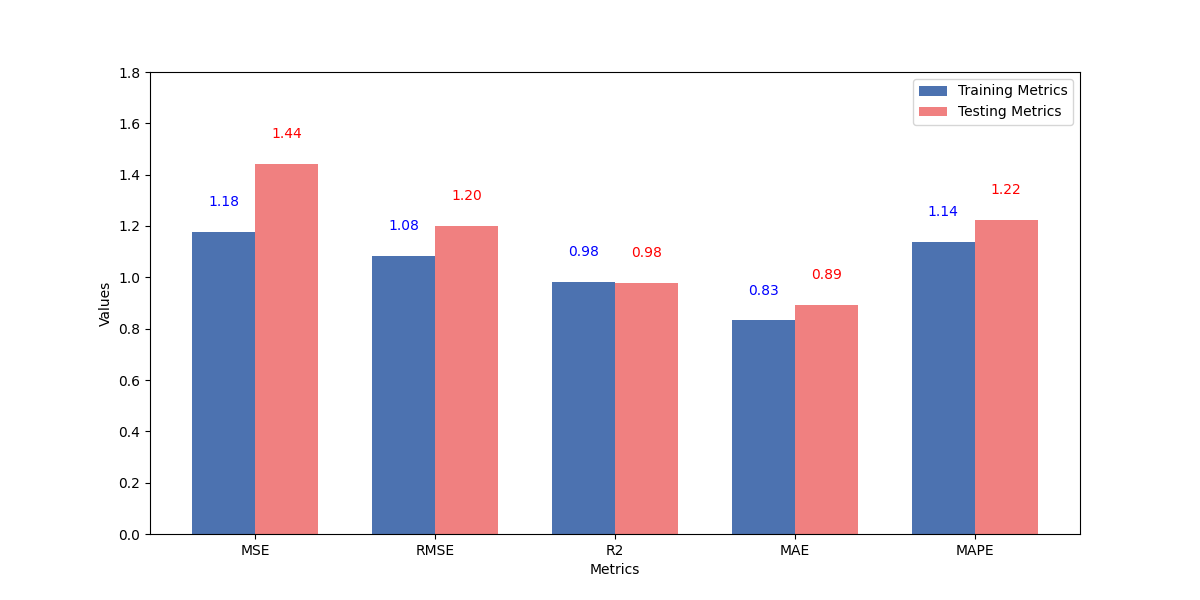 Training Metrics
Testing Metrics
1.8
1.6
1.4
1.2
1.0
0.8
0.6
0.4
0.2
0.0
Values
1.18
1.44
1.08
1.20
0.98
0.98
0.83
0.89
1.14
1.22
MSE
RMSE
R2
MAE
MAPE
Metrics